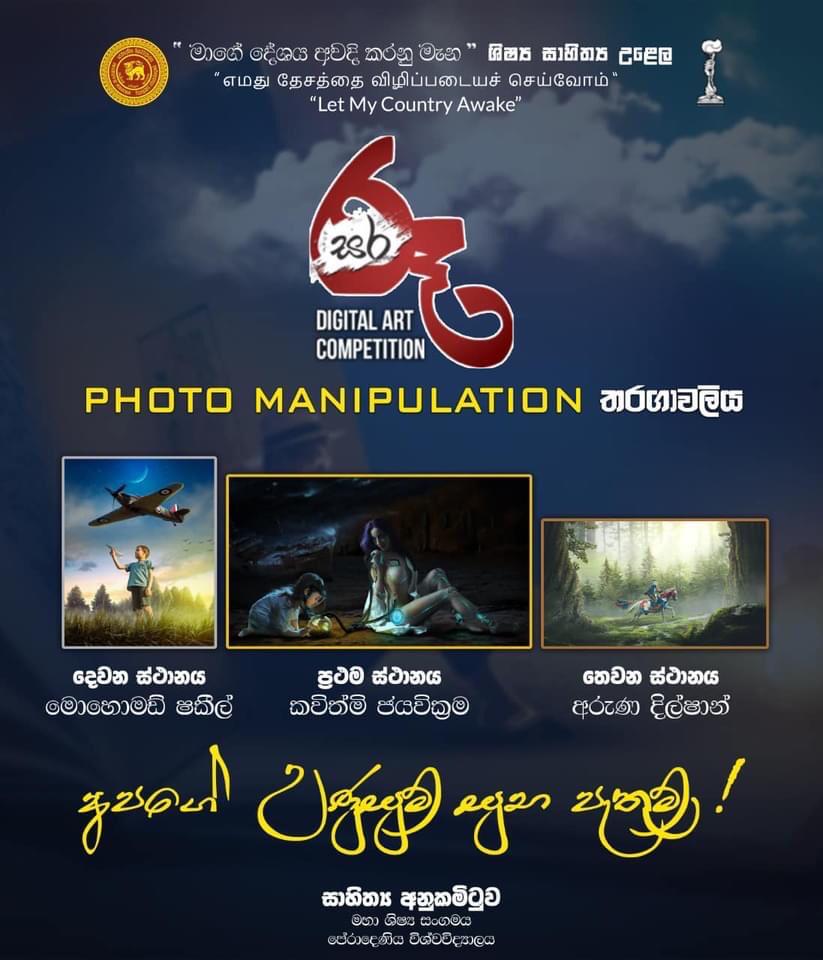 " මාගේ දේශය අවදි කරනු මැන " ශිෂ්‍ය සාහිත්‍ය උළෙල
"எமது தேசத்தை விழிப்படையச் செய்வோம்"
"Let My Country Awake"
සර
රූ
DIGITAL ART
COMPETITION
PHOTO MANIPULATION තරගාවලිය
දෙවන ස්ථානය ප්‍රථම ස්ථානය තෙවන ස්ථානය
මොහොමඩ් ෂකීල් කවිත්මි ජයවික්‍රම අරුණ දිල්ෂාන්
අපගේ උණුසුම් සුභ පැතුම් !
සාහිත්‍ය අනුකමිටුව
මහා ශිෂ්‍ය සංගමය
පේරාදෙණිය විශ්වවිද්‍යාලය